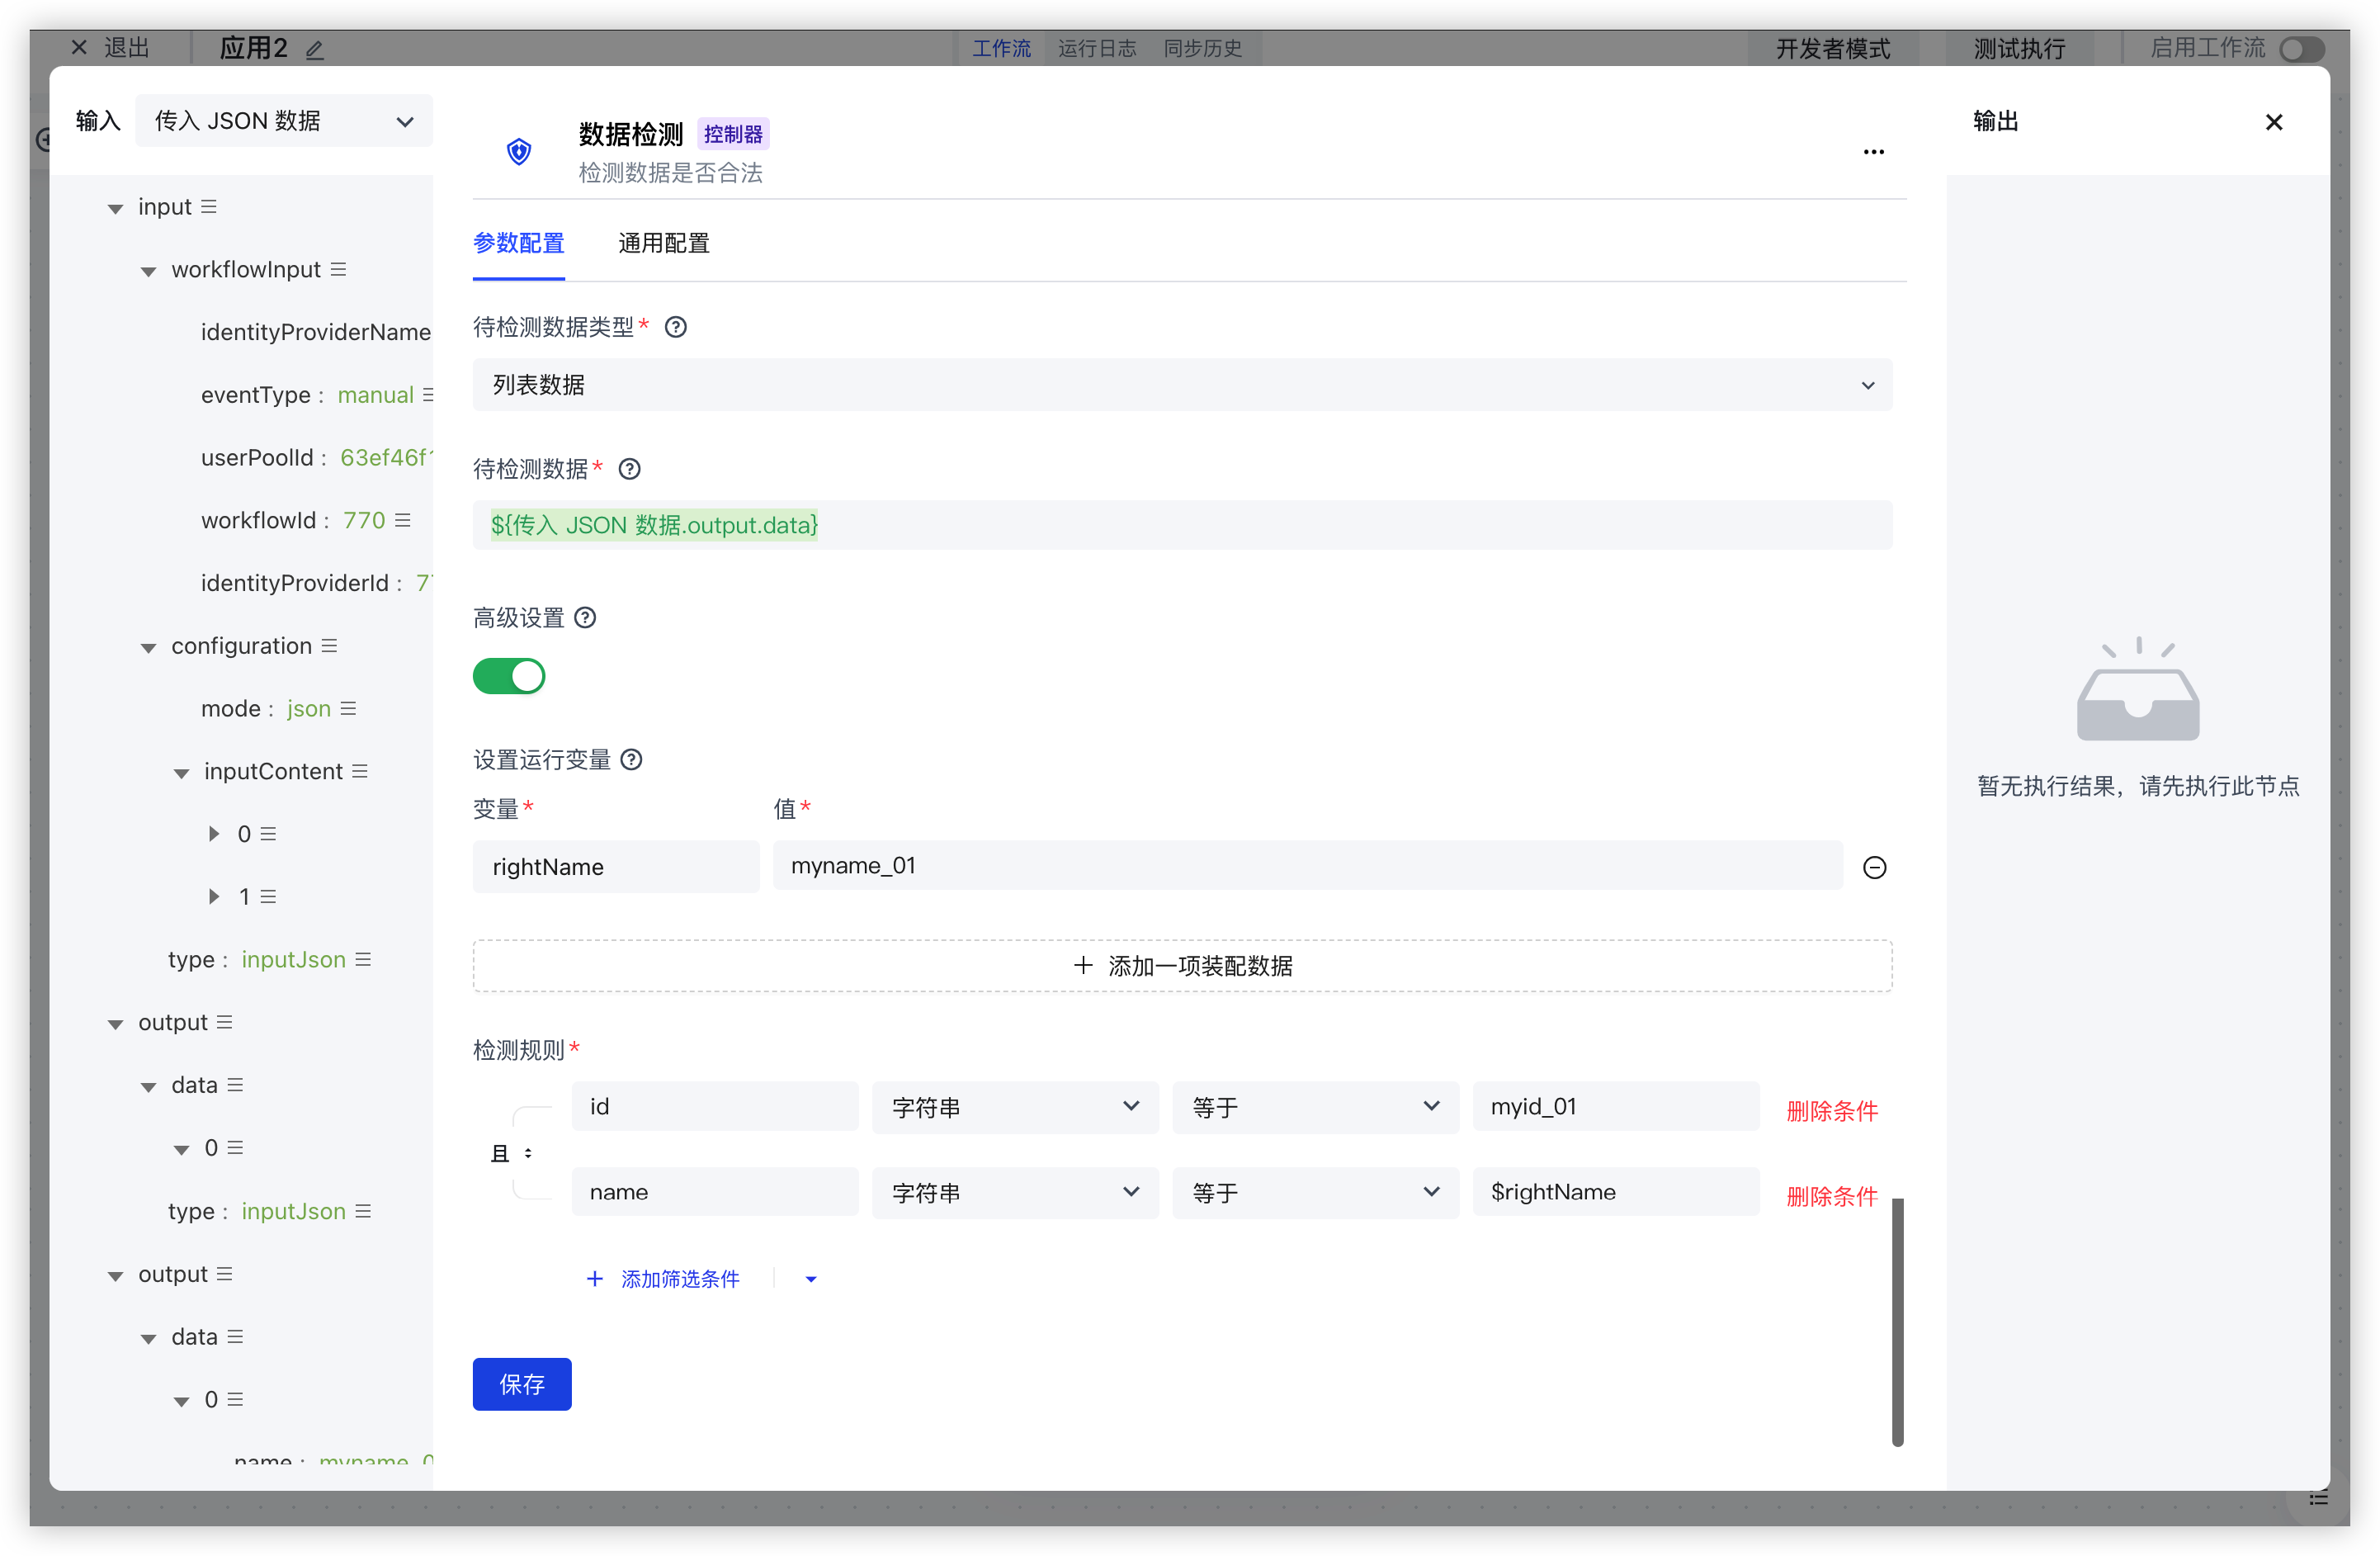 退出
应用2
工作流
运行日志
同步历史
开发者模式
测试执行
启用工作流
输入
传入 JSON 数据
input
workflowInput
identityProviderName
eventType : manual
userPoolId : 63ef46f
workflowId : 770
identityProviderId : 7
configuration
mode : json
inputContent
0
1
type : inputJson
output
data
0
type : inputJson
output
data
0
name : myname_0
数据检测 控制器
检测数据是否合法
参数配置
通用配置
待检测数据类型*
列表数据
待检测数据*
${传入 JSON 数据.output.data}
高级设置
设置运行变量
变量* 值*
rightName myname_01
+ 添加一项装配数据
检测规则*
id 字符串 等于 myid_01 删除条件
且
name 字符串 等于 $rightName 删除条件
+ 添加筛选条件
保存
输出
暂无执行结果，请先执行此节点